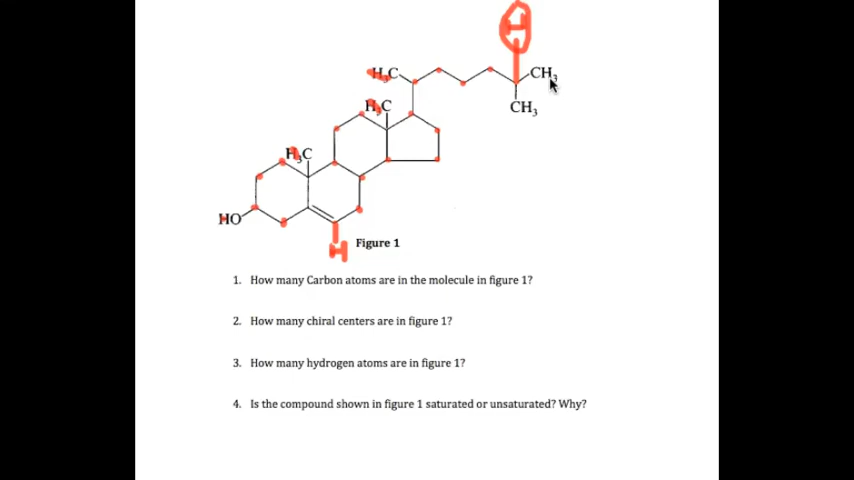 H
H₃C
CH₃
H₃C
CH₃
H₃C
HO
H
Figure 1
1. How many Carbon atoms are in the molecule in figure 1?
2. How many chiral centers are in figure 1?
3. How many hydrogen atoms are in figure 1?
4. Is the compound shown in figure 1 saturated or unsaturated? Why?